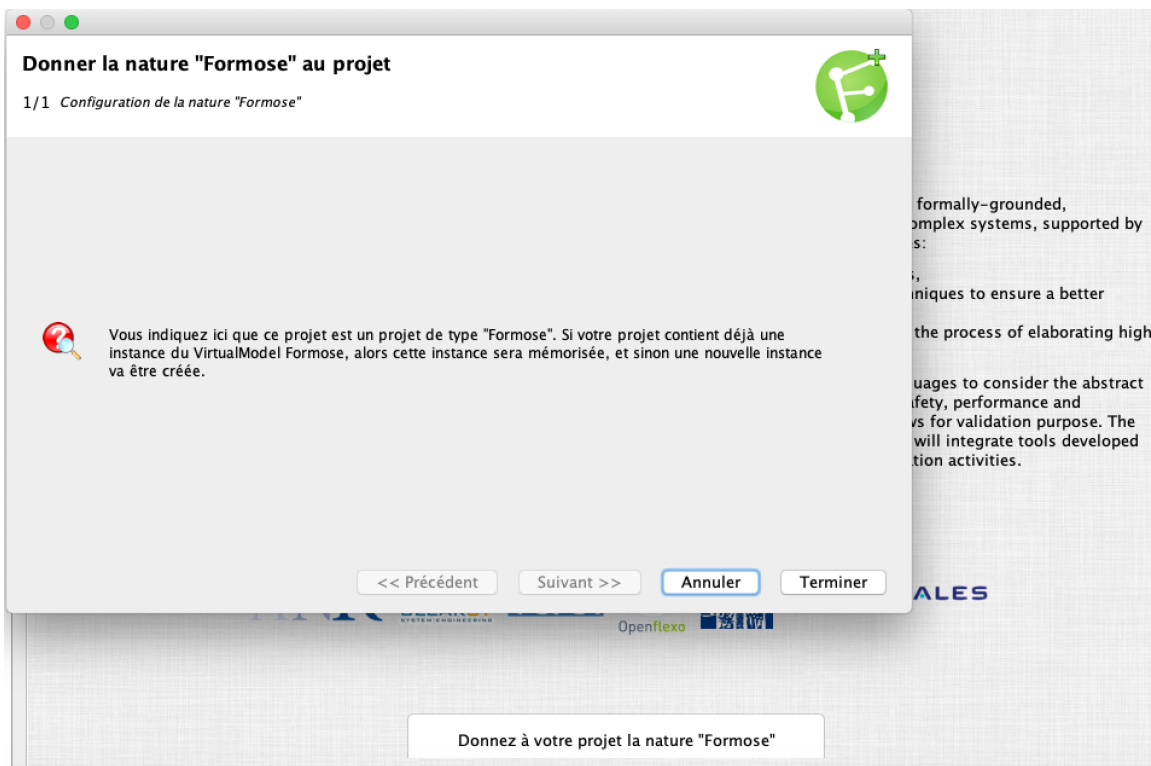 Donner la nature "Formose" au projet
1/1 Configuration de la nature "Formose"
formally-grounded,
omplex systems, supported by
s:
s,
niques to ensure a better
the process of elaborating high
Vous indiquez ici que ce projet est un projet de type "Formose". Si votre projet contient déjà une
instance du VirtualModel Formose, alors cette instance sera mémorisée, et sinon une nouvelle instance
va être créée.
uages to consider the abstract
afety, performance and
ws for validation purpose. The
will integrate tools developed
tion activities.
<< Précédent
Suivant >>
Annuler
Terminer
ALES
SYSTEM ENGINEERING
Openflexo
Donnez à votre projet la nature "Formose"